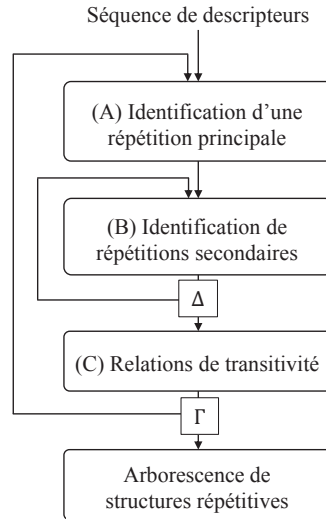 Séquence de descripteurs
(A) Identification d’une
répétition principale
(B) Identification de
répétitions secondaires
Δ
(C) Relations de transitivité
Γ
Arborescence de
structures répétitives